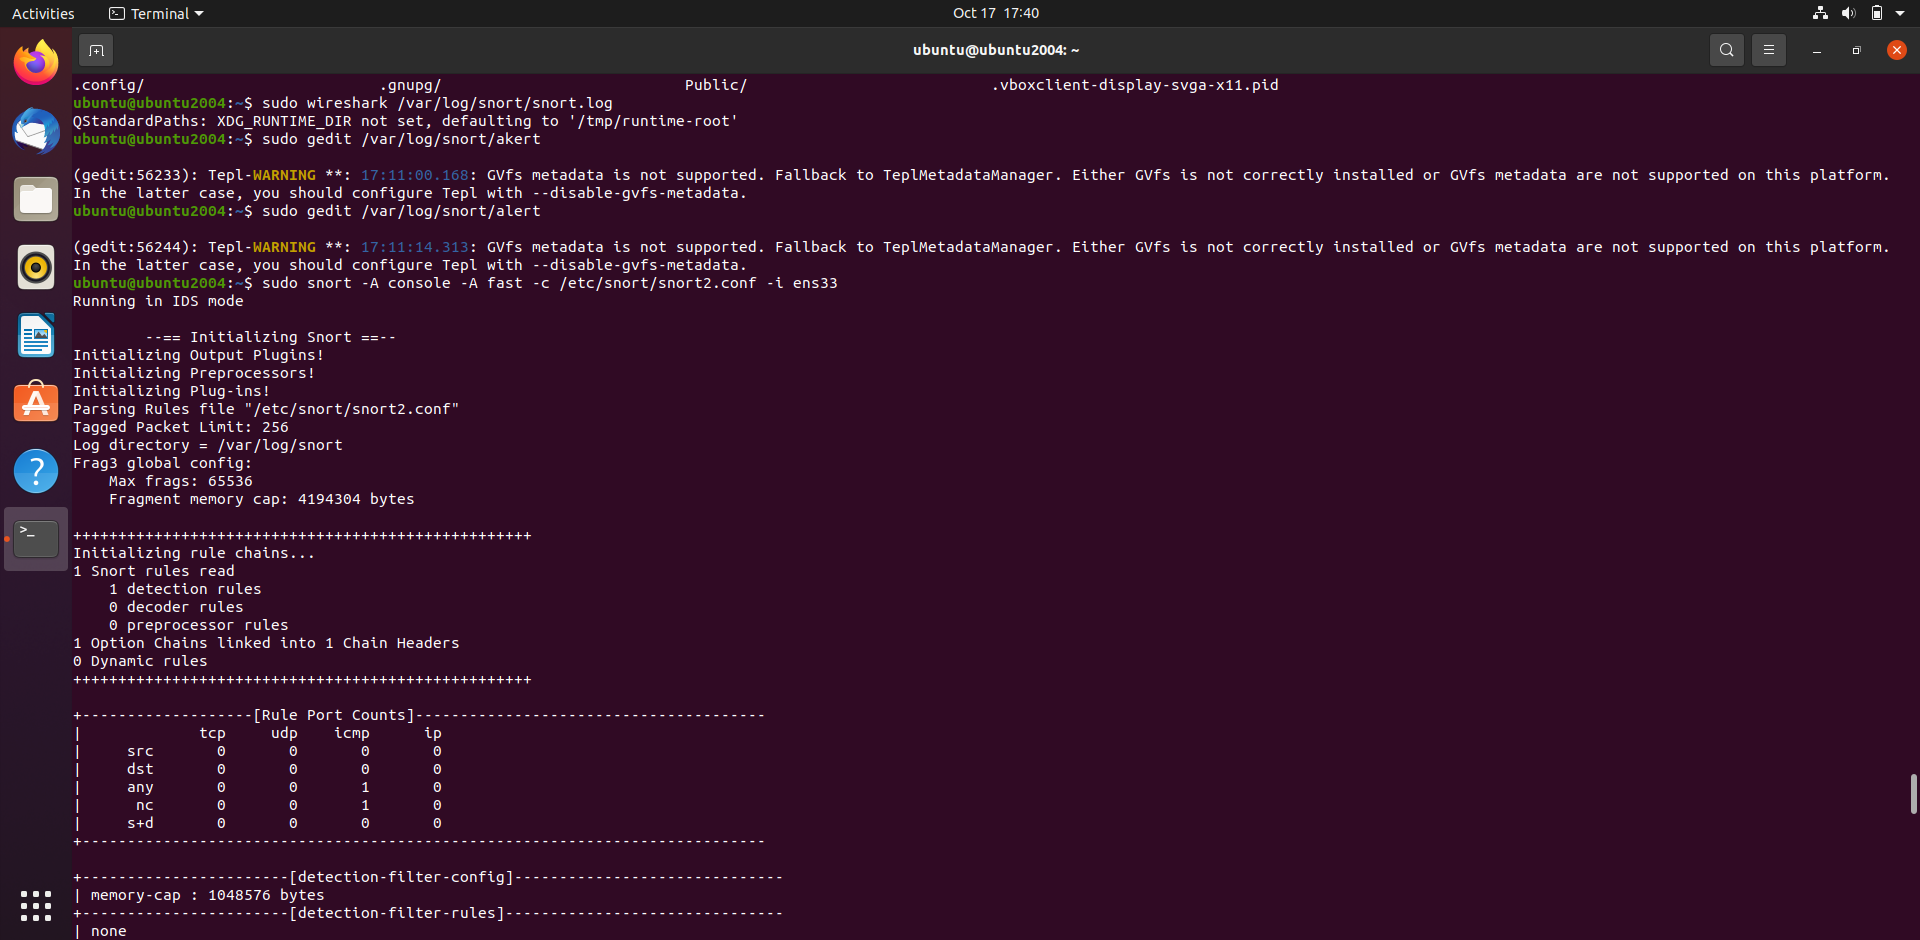 Activities Terminal Oct 17 17:40
ubuntu@ubuntu2004: ~
.config/ .gnupg/ Public/ .vboxclient-display-svga-x11.pid
ubuntu@ubuntu2004:~$ sudo wireshark /var/log/snort/snort.log
QStandardPaths: XDG_RUNTIME_DIR not set, defaulting to '/tmp/runtime-root'
ubuntu@ubuntu2004:~$ sudo gedit /var/log/snort/akert
(gedit:56233): Tepl-WARNING **: 17:11:00.168: GVfs metadata is not supported. Fallback to TeplMetadataManager. Either GVfs is not correctly installed or GVfs metadata are not supported on this platform.
In the latter case, you should configure Tepl with --disable-gvfs-metadata.
ubuntu@ubuntu2004:~$ sudo gedit /var/log/snort/alert
(gedit:56244): Tepl-WARNING **: 17:11:14.313: GVfs metadata is not supported. Fallback to TeplMetadataManager. Either GVfs is not correctly installed or GVfs metadata are not supported on this platform.
In the latter case, you should configure Tepl with --disable-gvfs-metadata.
ubuntu@ubuntu2004:~$ sudo snort -A console -A fast -c /etc/snort/snort2.conf -i ens33
Running in IDS mode
--== Initializing Snort ==--
Initializing Output Plugins!
Initializing Preprocessors!
Initializing Plug-ins!
Parsing Rules file "/etc/snort/snort2.conf"
Tagged Packet Limit: 256
Log directory = /var/log/snort
Frag3 global config:
Max frags: 65536
Fragment memory cap: 4194304 bytes
+++++++++++++++++++++++++++++++++++++++++++++++++++
Initializing rule chains...
1 Snort rules read
1 detection rules
0 decoder rules
0 preprocessor rules
1 Option Chains linked into 1 Chain Headers
0 Dynamic rules
+++++++++++++++++++++++++++++++++++++++++++++++++++
+-------------------[Rule Port Counts]---------------------------------------
| tcp udp icmp ip
| src 0 0 0 0
| dst 0 0 0 0
| any 0 0 1 0
| nc 0 0 1 0
| s+d 0 0 0 0
+----------------------------------------------------------------------------
+-----------------------[detection-filter-config]------------------------------
| memory-cap : 1048576 bytes
+-----------------------[detection-filter-rules]-------------------------------
| none